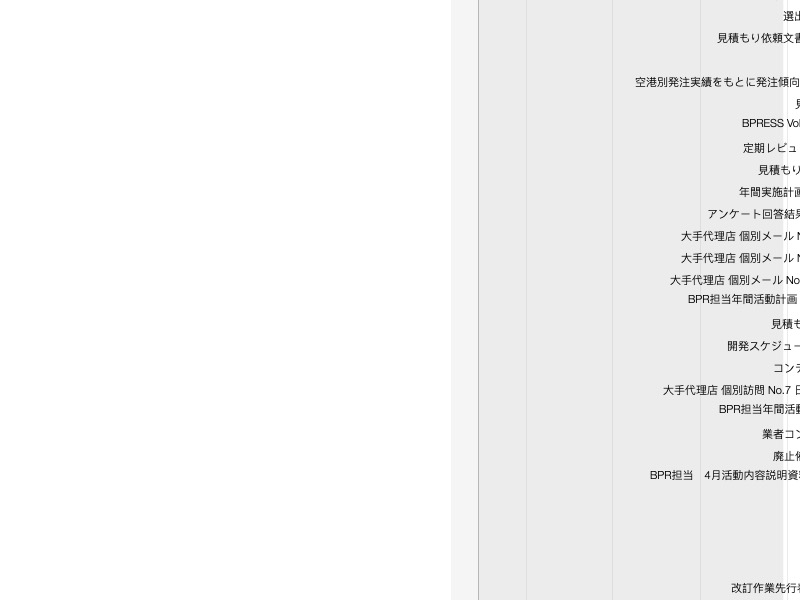 選出
見積もり依頼文書
空港別発注実績をもとに発注傾向
見
BPRESS Vol
定期レビュ
見積もり
年間実施計画
アンケート回答結果
大手代理店 個別メール N
大手代理店 個別メール N
大手代理店 個別メール No
BPR担当年間活動計画
見積も
開発スケジュー
コンテ
大手代理店 個別訪問 No.7 日
BPR担当年間活動
業者コン
廃止
BPR担当　4月活動内容説明資料
改訂作業先行